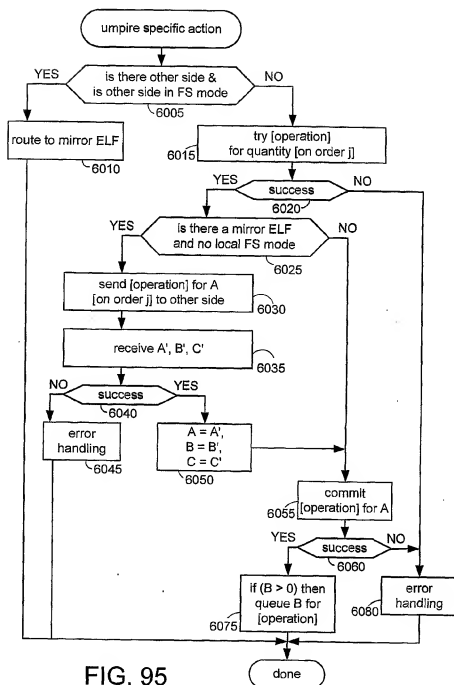 umpire specific action
YES
is there other side &
is other side in FS mode
NO
6005
route to mirror ELF
6010
try [operation]
for quantity [on order j]
6015
YES
success
NO
6020
YES
is there a mirror ELF
and no local FS mode
NO
6025
send [operation] for A
[on order j] to other side
6030
receive A', B', C'
6035
NO
success
YES
6040
error
handling
6045
A = A',
B = B',
C = C'
6050
commit
[operation] for A
6055
YES
success
NO
6060
if (B > 0) then
queue B for
[operation]
6075
error
handling
6080
FIG. 95
done